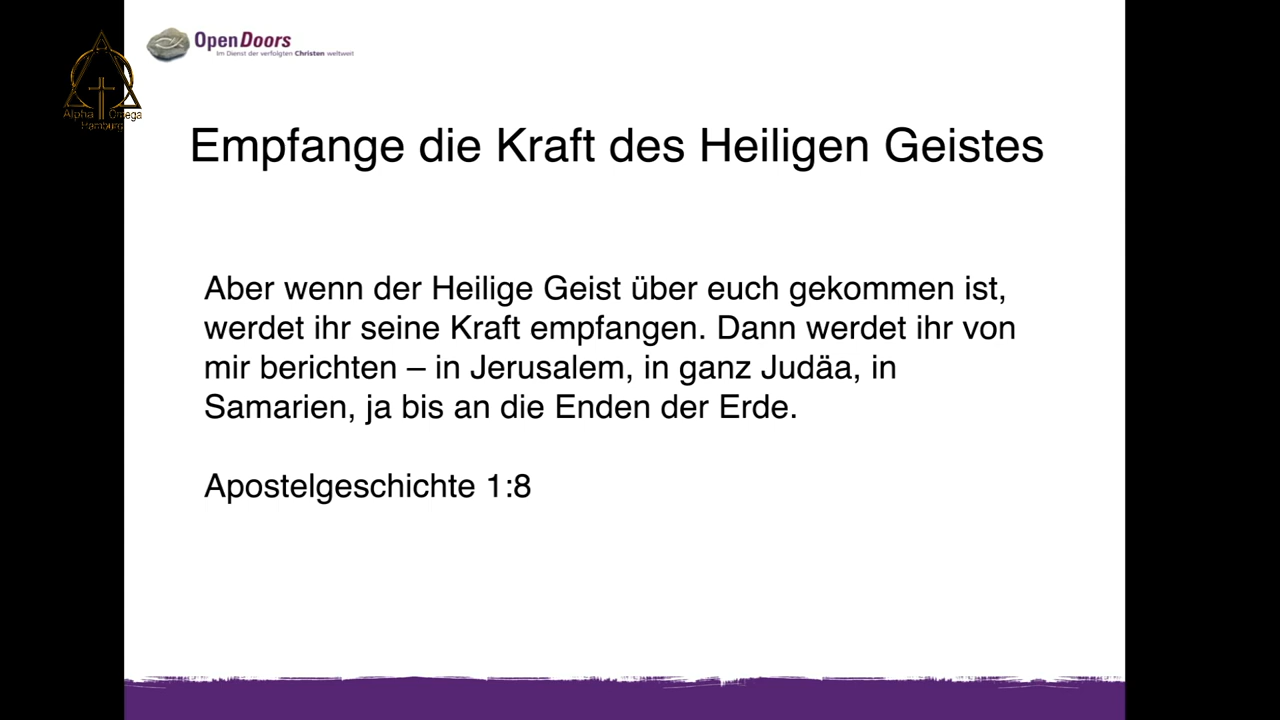 OpenDoors
Im Dienst der verfolgten Christen weltweit
Alpha Omega
Hamburg
Empfange die Kraft des Heiligen Geistes
Aber wenn der Heilige Geist über euch gekommen ist,
werdet ihr seine Kraft empfangen. Dann werdet ihr von
mir berichten – in Jerusalem, in ganz Judäa, in
Samarien, ja bis an die Enden der Erde.
Apostelgeschichte 1:8